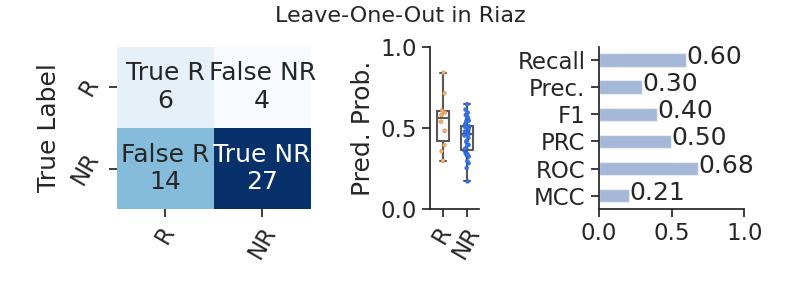 Leave-One-Out in Riaz
True Label
R
NR
True R
6
False NR
4
False R
14
True NR
27
R
NR
Pred. Prob.
1.0
0.5
0.0
R
NR
Recall
0.60
Prec.
0.30
F1
0.40
PRC
0.50
ROC
0.68
MCC
0.21
0.0 0.5 1.0